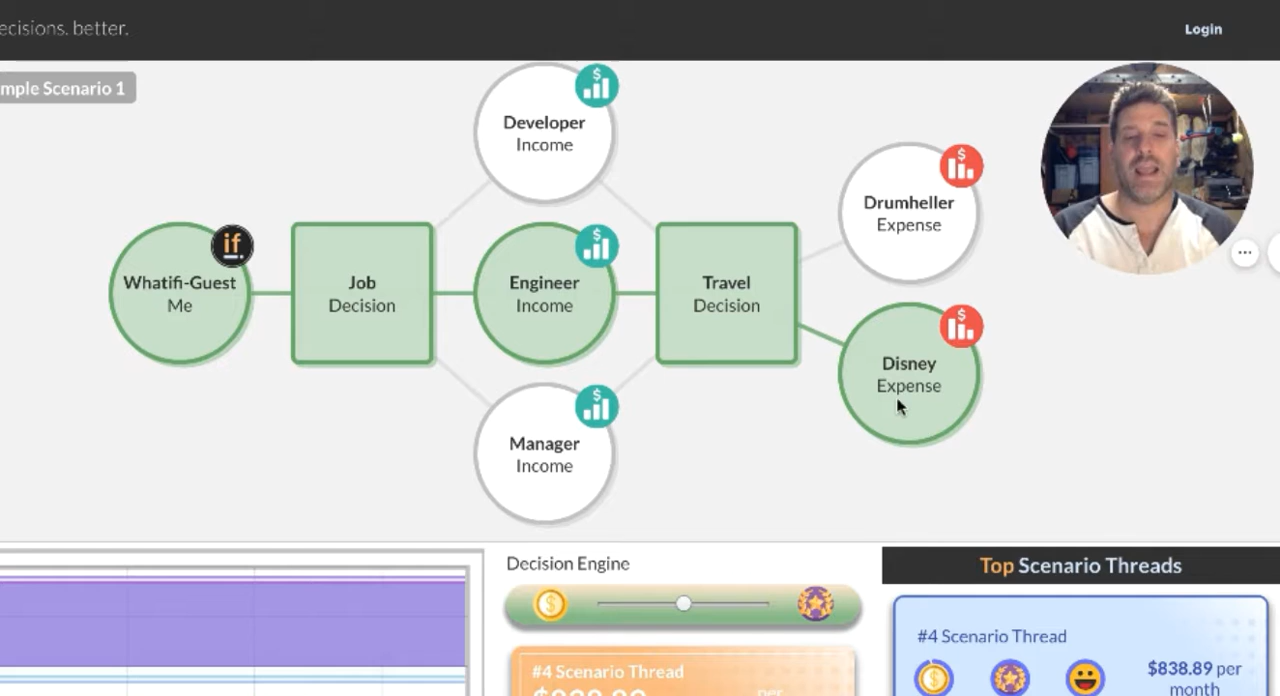 ecisions. better.
Login
mple Scenario 1
Developer
Income
$
Drumheller
Expense
$
if
Whatifi-Guest
Me
Job
Decision
Engineer
Income
$
Travel
Decision
Disney
Expense
$
Manager
Income
$
Decision Engine
$
Top Scenario Threads
#4 Scenario Thread
per
#4 Scenario Thread
$
$838.89 per
month